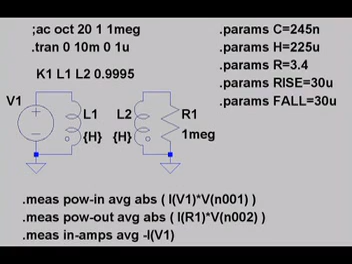 ;ac oct 20 1 1meg
.tran 0 10m 0 1u
.params C=245n
.params H=225u
.params R=3.4
.params RISE=30u
.params FALL=30u
K1 L1 L2 0.9995
V1
L1
{H}
L2
{H}
R1
1meg
.meas pow-in avg abs ( I(V1)*V(n001) )
.meas pow-out avg abs ( I(R1)*V(n002) )
.meas in-amps avg -I(V1)